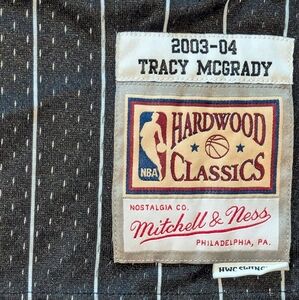 2003-04
TRACY MCGRADY
HARDWOOD
NBA
CLASSICS
NOSTALGIA CO.
Mitchell & Ness
PHILADELPHIA, PA.
HWC SWING